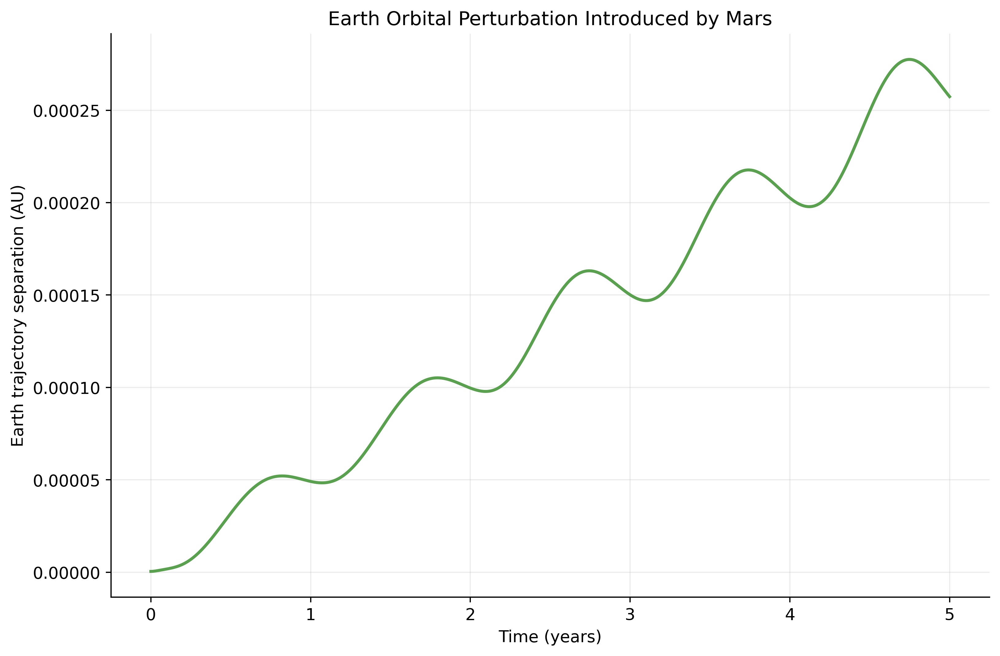 Earth Orbital Perturbation Introduced by Mars
Earth trajectory separation (AU)
0.00025
0.00020
0.00015
0.00010
0.00005
0.00000
0 1 2 3 4 5
Time (years)